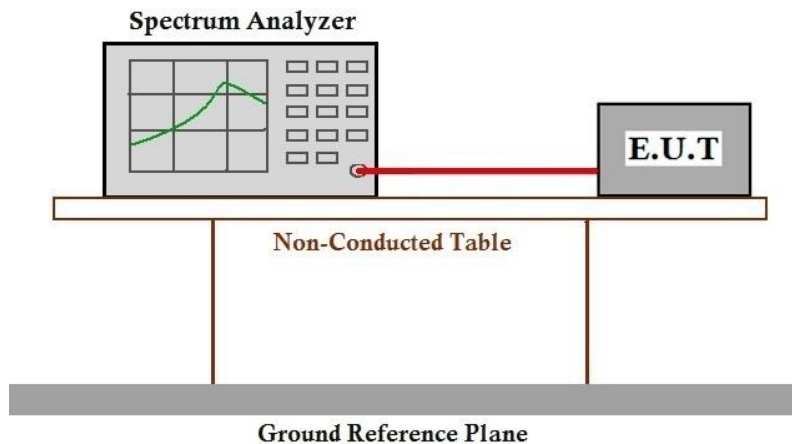 Spectrum Analyzer
E.U.T
Non-Conducted Table
Ground Reference Plane